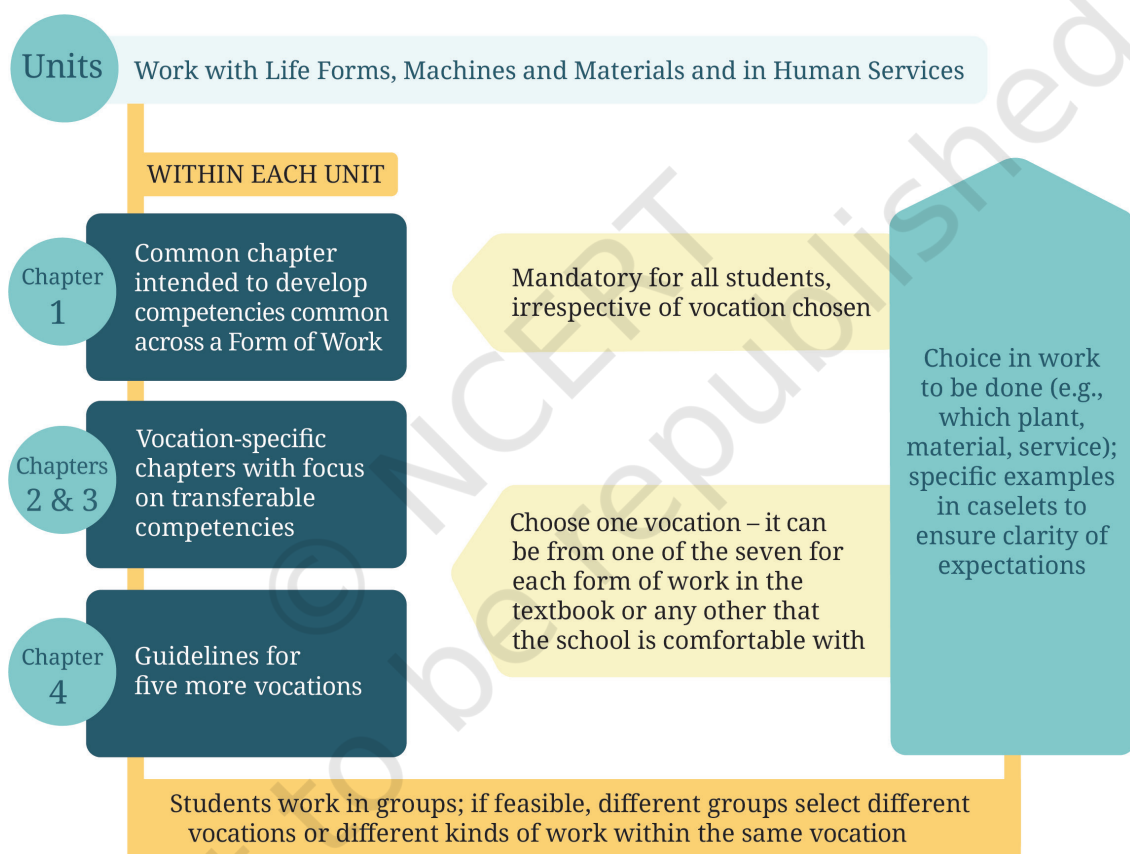 Units
Work with Life Forms, Machines and Materials and in Human Services
WITHIN EACH UNIT
Chapter
1
Common chapter
intended to develop
competencies common
across a Form of Work
Mandatory for all students,
irrespective of vocation chosen
Chapters
2 & 3
Vocation-specific
chapters with focus
on transferable
competencies
Chapter
4
Guidelines for
five more vocations
Choose one vocation – it can
be from one of the seven for
each form of work in the
textbook or any other that
the school is comfortable with
Choice in work
to be done (e.g.,
which plant,
material, service);
specific examples
in caselets to
ensure clarity of
expectations
Students work in groups; if feasible, different groups select different
vocations or different kinds of work within the same vocation
© NCERT
to be republished